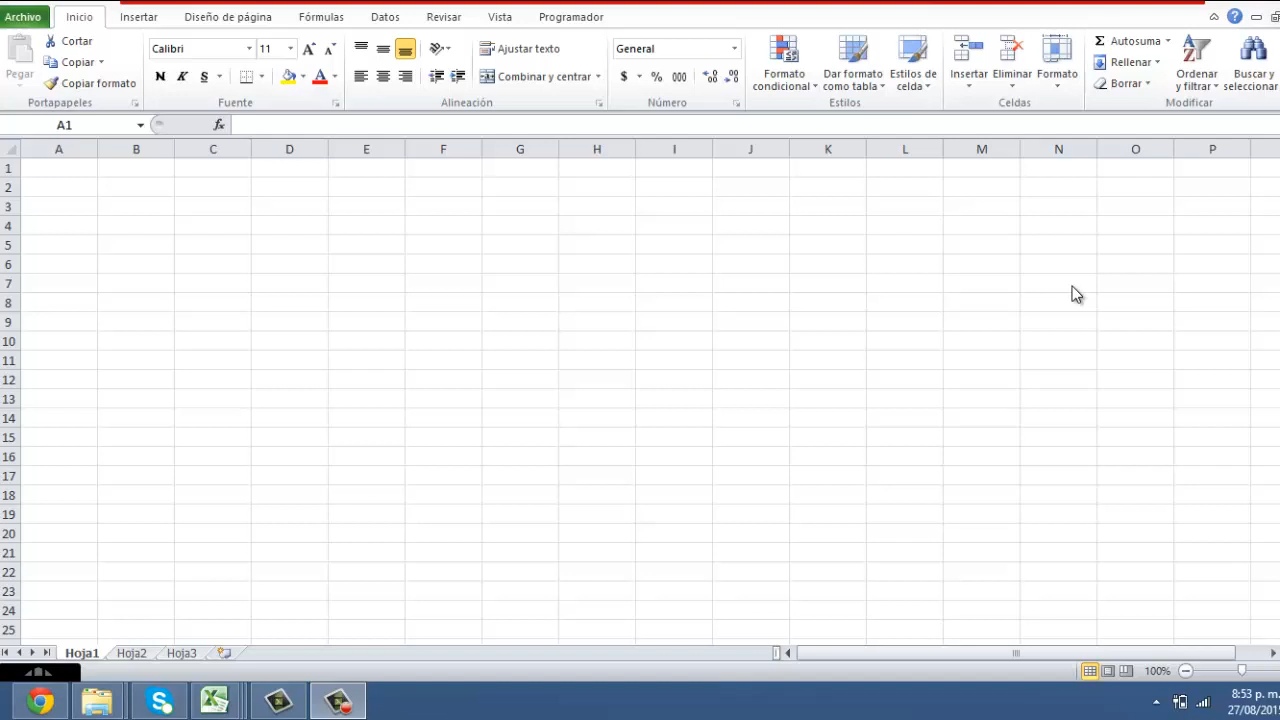 Archivo Inicio Insertar Diseño de página Fórmulas Datos Revisar Vista Programador
Pegar
Cortar
Copiar
Copiar formato
Portapapeles
Calibri 11
N K S A
Fuente
Ajustar texto
Combinar y centrar
Alineación
General
$ % 000
Número
Formato condicional
Dar formato como tabla
Estilos de celda
Estilos
Insertar Eliminar Formato
Celdas
Σ Autosuma
Rellenar
Borrar
Ordenar y filtrar
Buscar y seleccionar
Modificar
A1 fx
A B C D E F G H I J K L M N O P
1
2
3
4
5
6
7
8
9
10
11
12
13
14
15
16
17
18
19
20
21
22
23
24
25
Hoja1 Hoja2 Hoja3
100%
8:53 p. m.
27/08/201